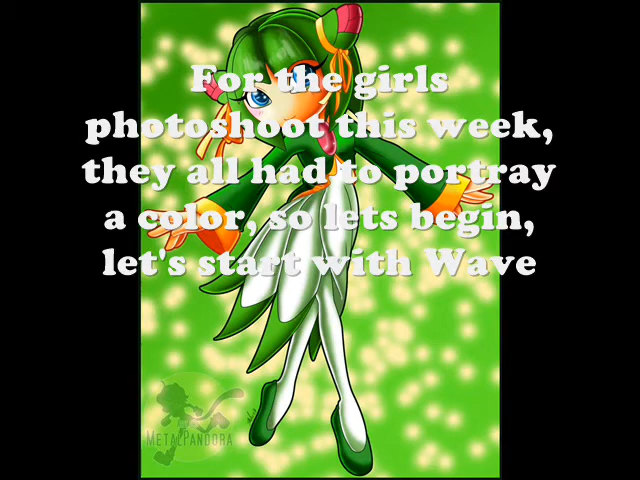 For the girls
photoshoot this week,
they all had to portray
a color, so lets begin,
let's start with Wave
METALPANDORA